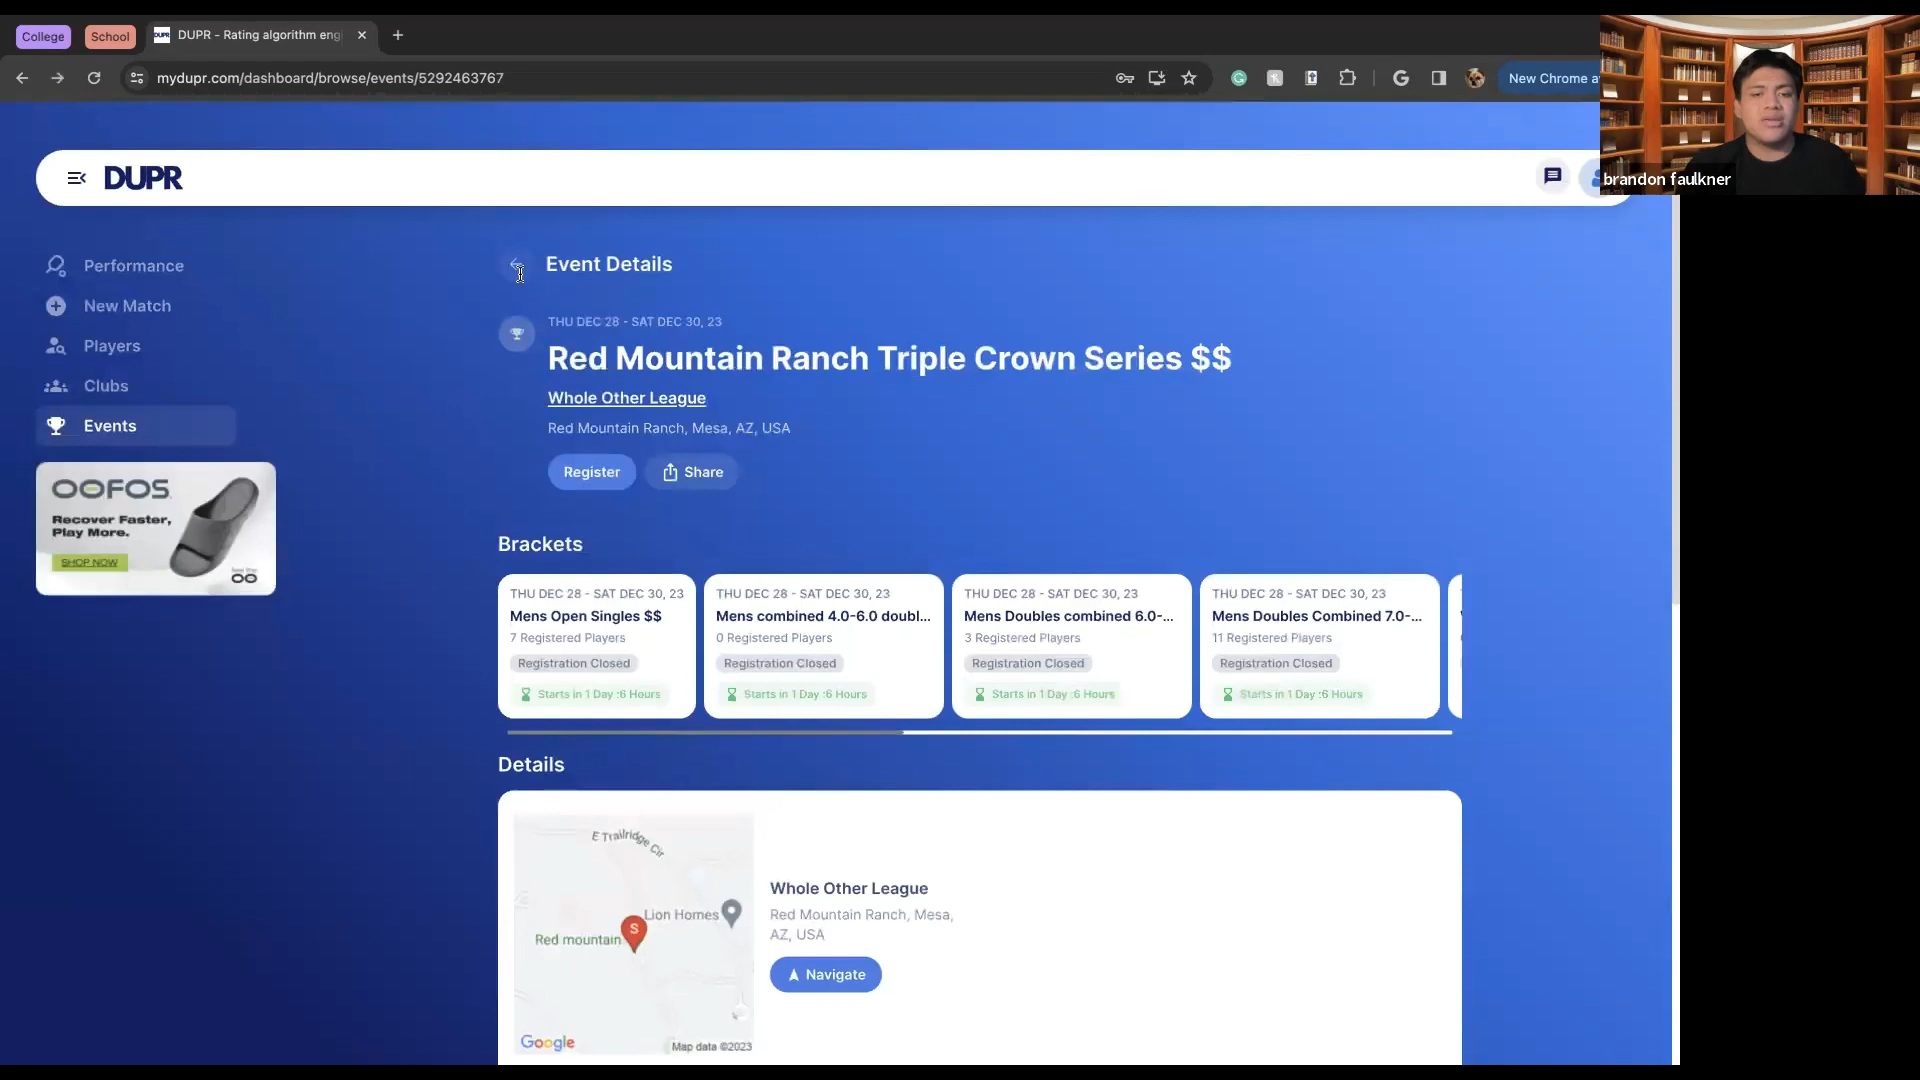 College
School
DUPR - Rating algorithm eng
mydupr.com/dashboard/browse/events/5292463767
New Chrome a
brandon faulkner
DUPR
Performance
New Match
Players
Clubs
Events
OOFOS
Recover Faster,
Play More.
SHOP NOW
OO
Event Details
THU DEC 28 - SAT DEC 30, 23
Red Mountain Ranch Triple Crown Series $$
Whole Other League
Red Mountain Ranch, Mesa, AZ, USA
Register
Share
Brackets
THU DEC 28 - SAT DEC 30, 23
Mens Open Singles $$
7 Registered Players
Registration Closed
Starts in 1 Day :6 Hours
THU DEC 28 - SAT DEC 30, 23
Mens combined 4.0-6.0 doubl...
0 Registered Players
Registration Closed
Starts in 1 Day :6 Hours
THU DEC 28 - SAT DEC 30, 23
Mens Doubles combined 6.0-...
3 Registered Players
Registration Closed
Starts in 1 Day :6 Hours
THU DEC 28 - SAT DEC 30, 23
Mens Doubles Combined 7.0-...
11 Registered Players
Registration Closed
Starts in 1 Day :6 Hours
Details
E Trailridge Cir
Lion Homes
Red mountain
S
Google
Map data ©2023
Whole Other League
Red Mountain Ranch, Mesa,
AZ, USA
Navigate